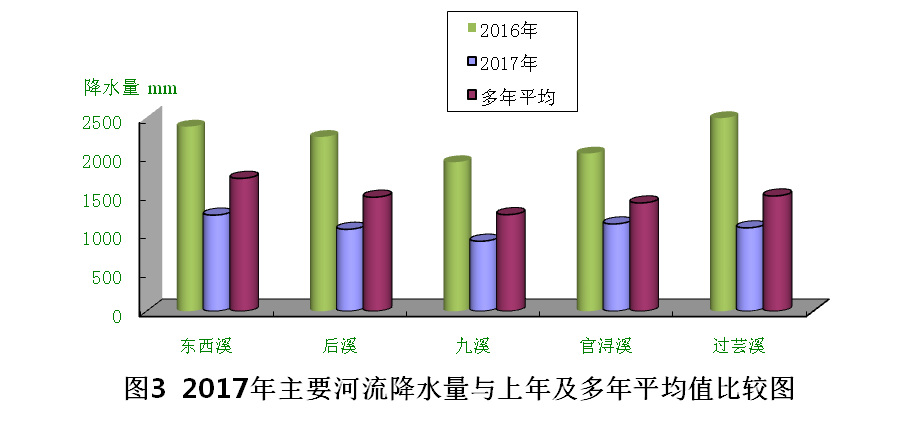 2016年
2017年
多年平均
降水量 mm
2500
2000
1500
1000
500
0
东西溪 后溪 九溪 官浔溪 过芸溪
图3 2017年主要河流降水量与上年及多年平均值比较图